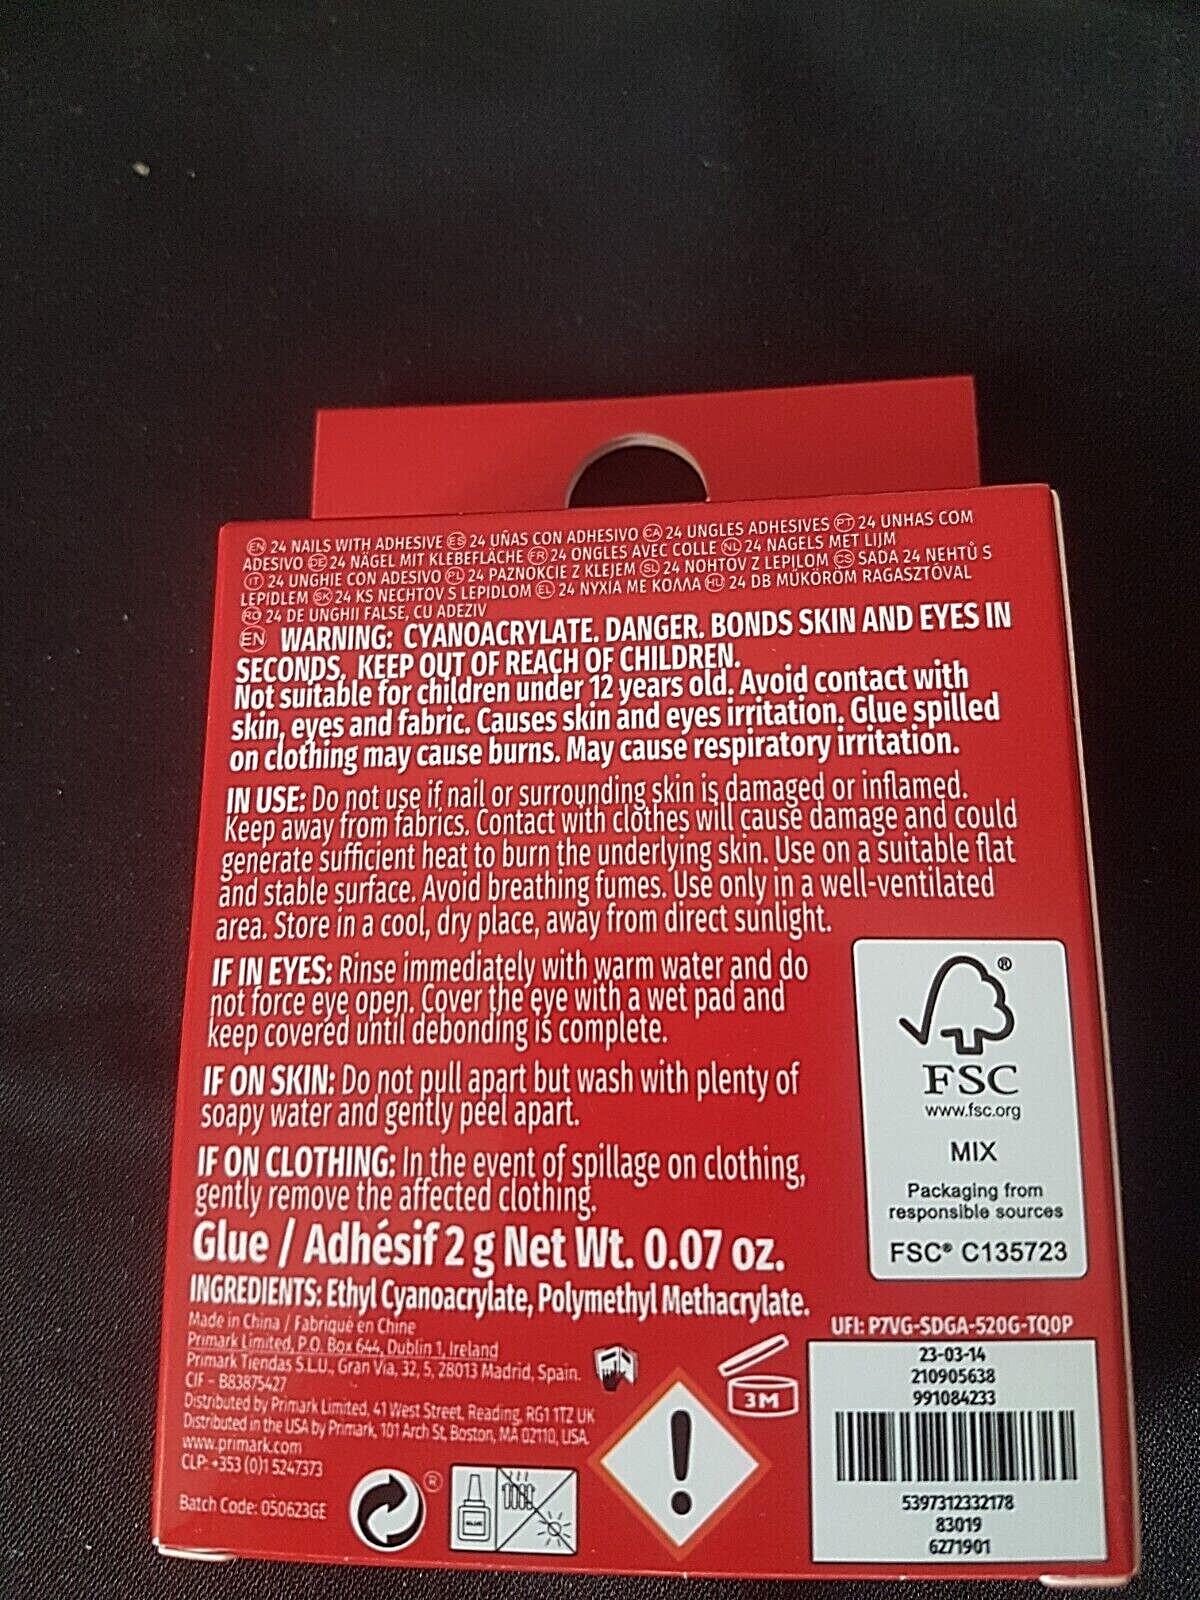 EN 24 NAILS WITH ADHESIVE ES 24 UÑAS CON ADHESIVO CA 24 UNGLES ADHESIVES PT 24 UNHAS COM
ADESIVO DE 24 NÄGEL MIT KLEBEFLÄCHE FR 24 ONGLES AVEC COLLE NL 24 NAGELS MET LIJM
IT 24 UNGHIE CON ADESIVO PL 24 PAZNOKCIE Z KLEJEM SL 24 NOHTOV Z LEPILOM CS SADA 24 NEHTŮ S
LEPIDLEM SK 24 KS NECHTOV S LEPIDLOM EL 24 ΝΥΧΙΑ ΜΕ ΚΟΛΛΑ HU 24 DB MŰKÖRÖM RAGASZTÓVAL
RO 24 DE UNGHII FALSE, CU ADEZIV
EN WARNING: CYANOACRYLATE. DANGER. BONDS SKIN AND EYES IN
SECONDS. KEEP OUT OF REACH OF CHILDREN.
Not suitable for children under 12 years old. Avoid contact with
skin, eyes and fabric. Causes skin and eyes irritation. Glue spilled
on clothing may cause burns. May cause respiratory irritation.
IN USE: Do not use if nail or surrounding skin is damaged or inflamed.
Keep away from fabrics. Contact with clothes will cause damage and could
generate sufficient heat to burn the underlying skin. Use on a suitable flat
and stable surface. Avoid breathing fumes. Use only in a well-ventilated
area. Store in a cool, dry place, away from direct sunlight.
IF IN EYES: Rinse immediately with warm water and do
not force eye open. Cover the eye with a wet pad and
keep covered until debonding is complete.
IF ON SKIN: Do not pull apart but wash with plenty of
soapy water and gently peel apart.
IF ON CLOTHING: In the event of spillage on clothing,
gently remove the affected clothing.
Glue / Adhésif 2 g Net Wt. 0.07 oz.
INGREDIENTS: Ethyl Cyanoacrylate, Polymethyl Methacrylate.
Made in China / Fabriqué en Chine
Primark Limited, P.O. Box 644, Dublin 1, Ireland
Primark Tiendas S.L.U., Gran Via, 32, 5, 28013 Madrid, Spain.
CIF - B83875427
Distributed by Primark Limited, 41 West Street, Reading, RG1 1TZ UK
Distributed in the USA by Primark, 101 Arch St, Boston, MA 02110, USA
www.primark.com
CLP: +353 (0)1 5247373
Batch Code: 050623GE
®
®
FSC
www.fsc.org
MIX
Packaging from
responsible sources
FSC® C135723
UFI: P7VG-SDGA-520G-TQ0P
3M
23-03-14
210905638
991084233
5397312332178
83019
6271901